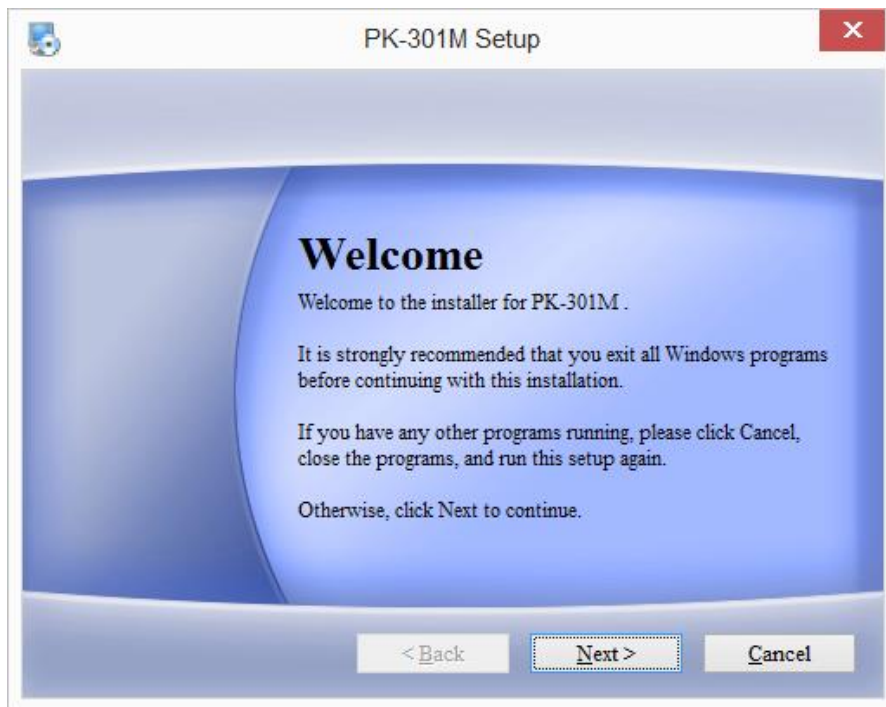 PK-301M Setup
Welcome
Welcome to the installer for PK-301M .
It is strongly recommended that you exit all Windows programs
before continuing with this installation.
If you have any other programs running, please click Cancel,
close the programs, and run this setup again.
Otherwise, click Next to continue.
< Back Next > Cancel